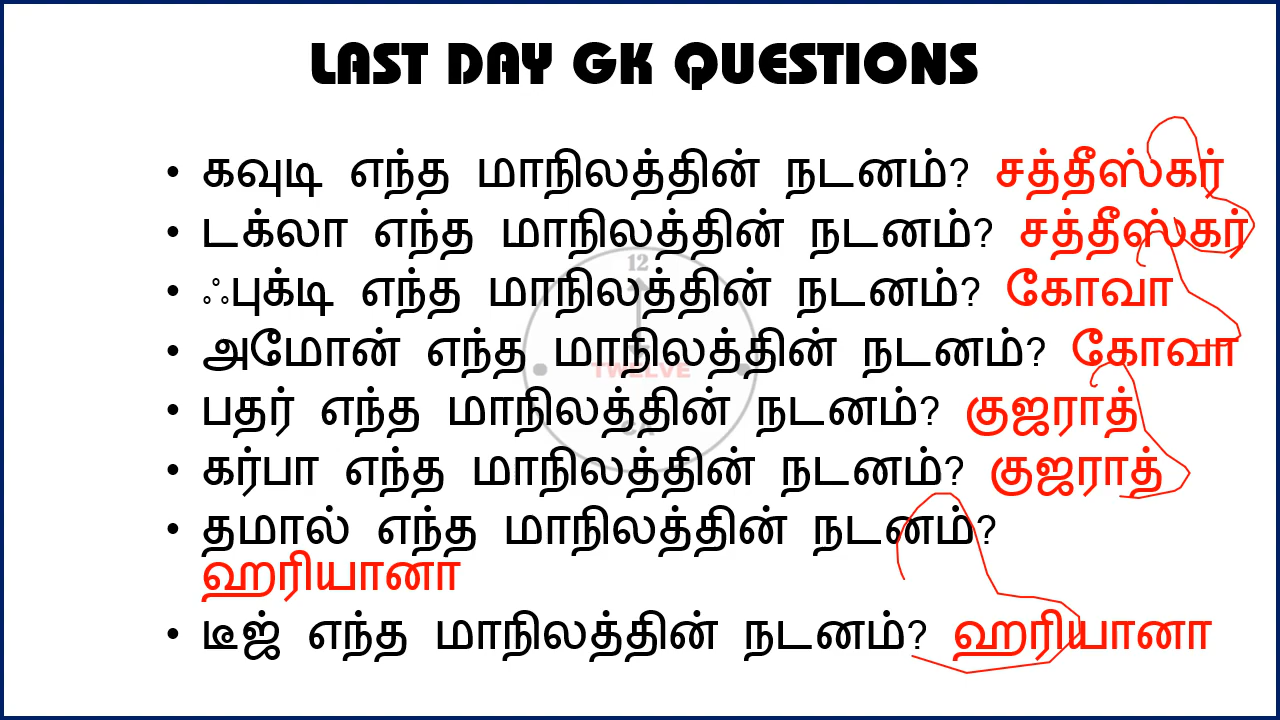 LAST DAY GK QUESTIONS
• கவுடி எந்த மாநிலத்தின் நடனம்? சத்தீஸ்கர்
• டக்லா எந்த மாநிலத்தின் நடனம்? சத்தீஸ்கர்
• ஃபுக்டி எந்த மாநிலத்தின் நடனம்? கோவா
• அமோன் எந்த மாநிலத்தின் நடனம்? கோவா
• பதர் எந்த மாநிலத்தின் நடனம்? குஜராத்
• கர்பா எந்த மாநிலத்தின் நடனம்? குஜராத்
• தமால் எந்த மாநிலத்தின் நடனம்?
ஹரியானா
• டீஜ் எந்த மாநிலத்தின் நடனம்? ஹரியானா
12
TWELVE